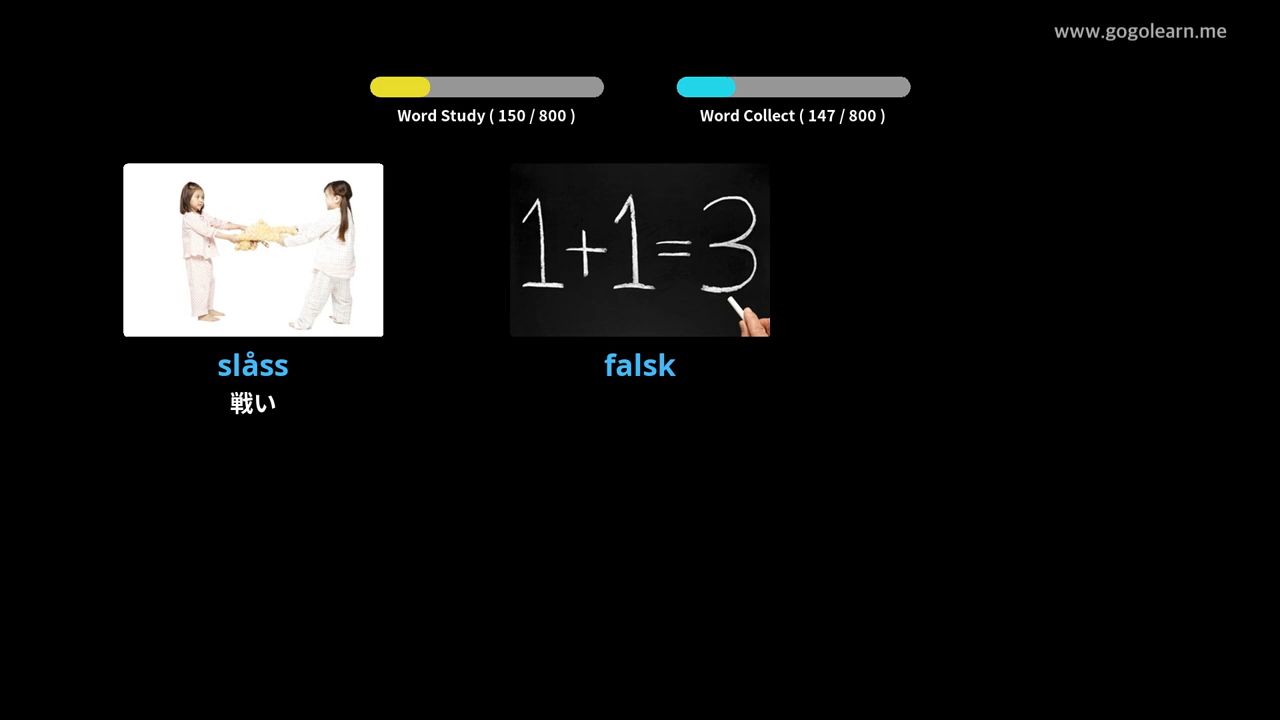 www.gogolearn.me
Word Study ( 150 / 800 )
Word Collect ( 147 / 800 )
1+1=3
slåss
falsk
戦い